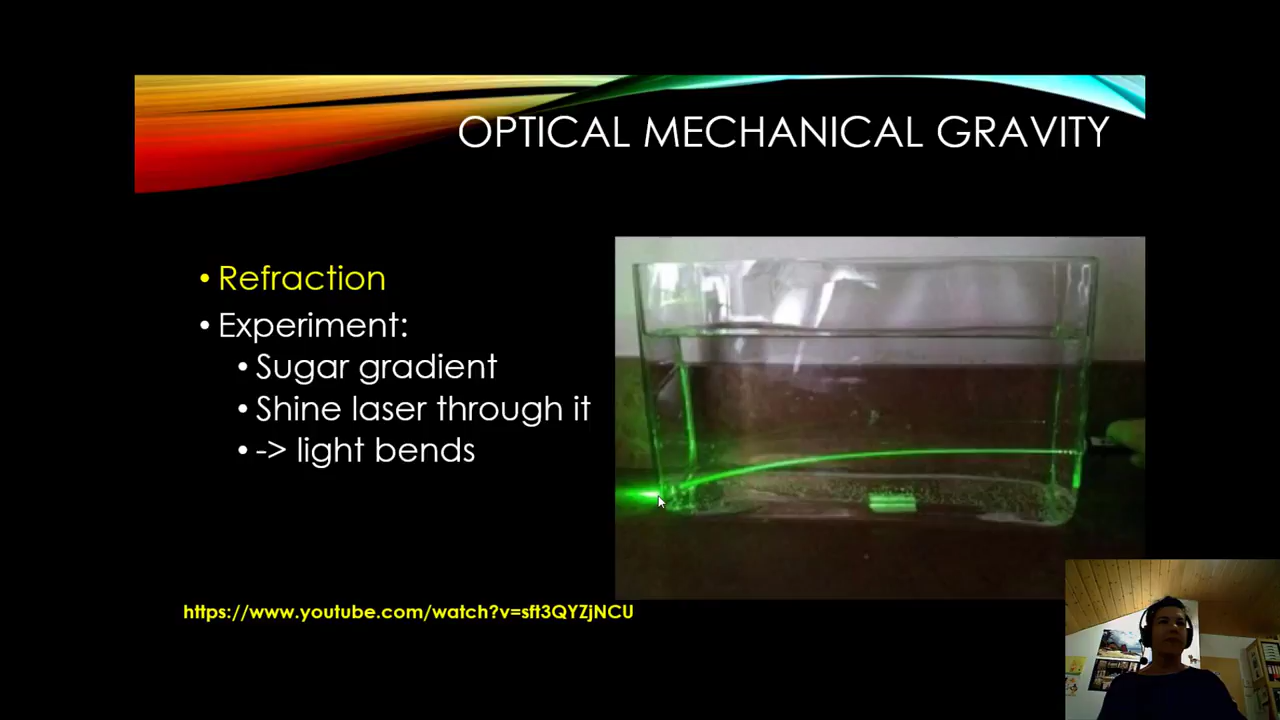 OPTICAL MECHANICAL GRAVITY
• Refraction
• Experiment:
• Sugar gradient
• Shine laser through it
• -> light bends
https://www.youtube.com/watch?v=sft3QYZjNCU